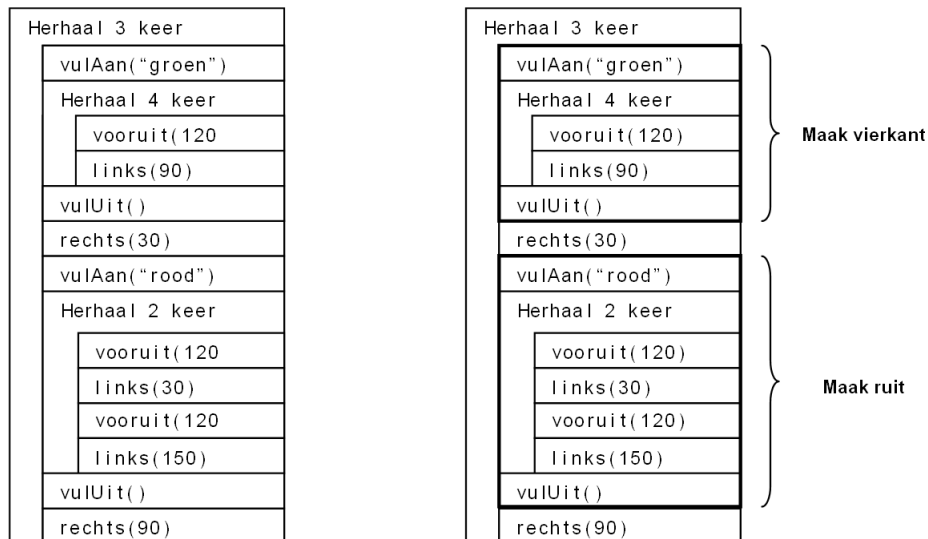 Herhaal 3 keer
vulAan(“groen”)
Herhaal 4 keer
vooruit(120
links(90)
vulUit()
rechts(30)
vulAan(“rood”)
Herhaal 2 keer
vooruit(120
links(30)
vooruit(120
links(150)
vulUit()
rechts(90)
Herhaal 3 keer
vulAan(“groen”)
Herhaal 4 keer
vooruit(120)
links(90)
vulUit()
rechts(30)
vulAan(“rood”)
Herhaal 2 keer
vooruit(120)
links(30)
vooruit(120)
links(150)
vulUit()
rechts(90)
Maak vierkant
Maak ruit